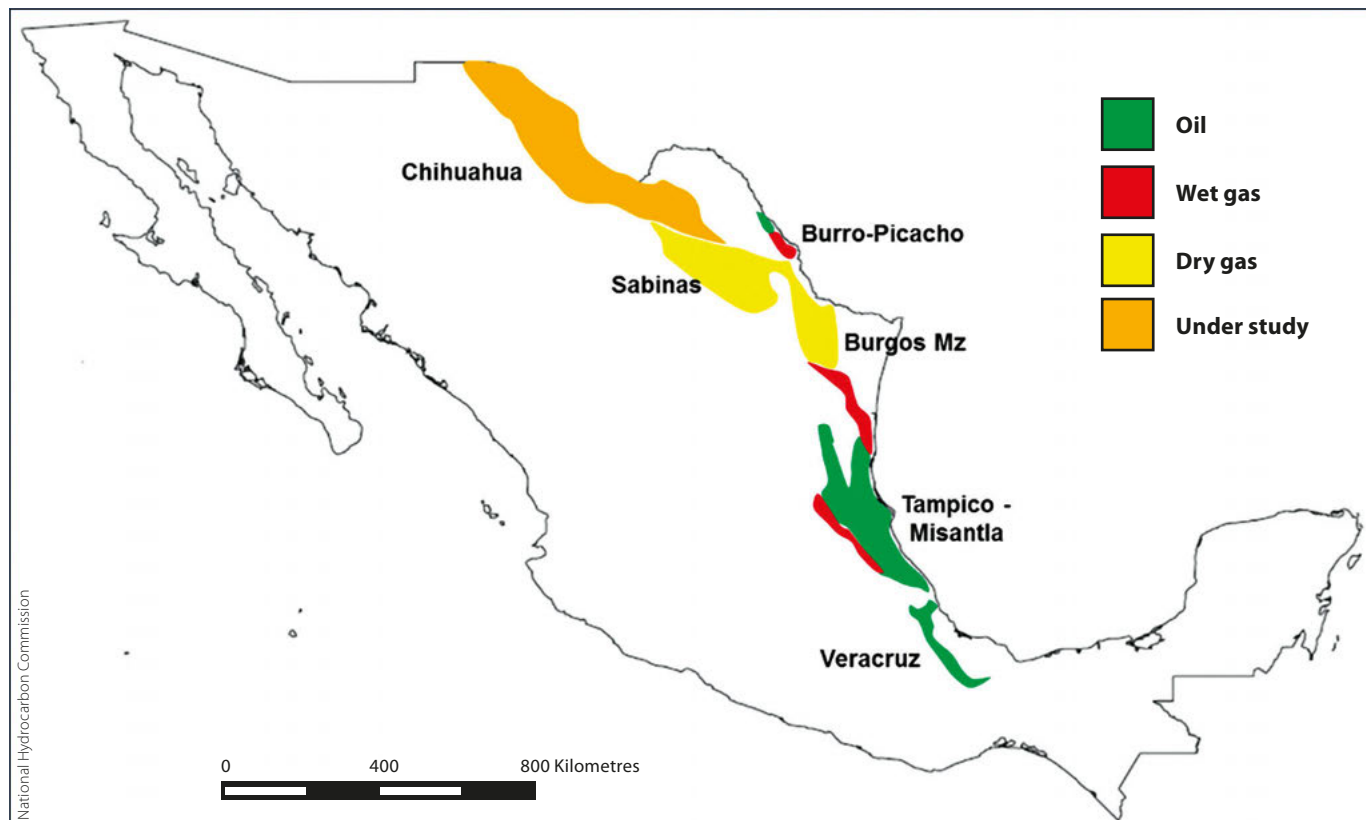 Oil
Wet gas
Dry gas
Under study
Chihuahua
Burro-Picacho
Sabinas
Burgos Mz
Tampico -
Misantla
Veracruz
0 400 800 Kilometres
National Hydrocarbon Commission